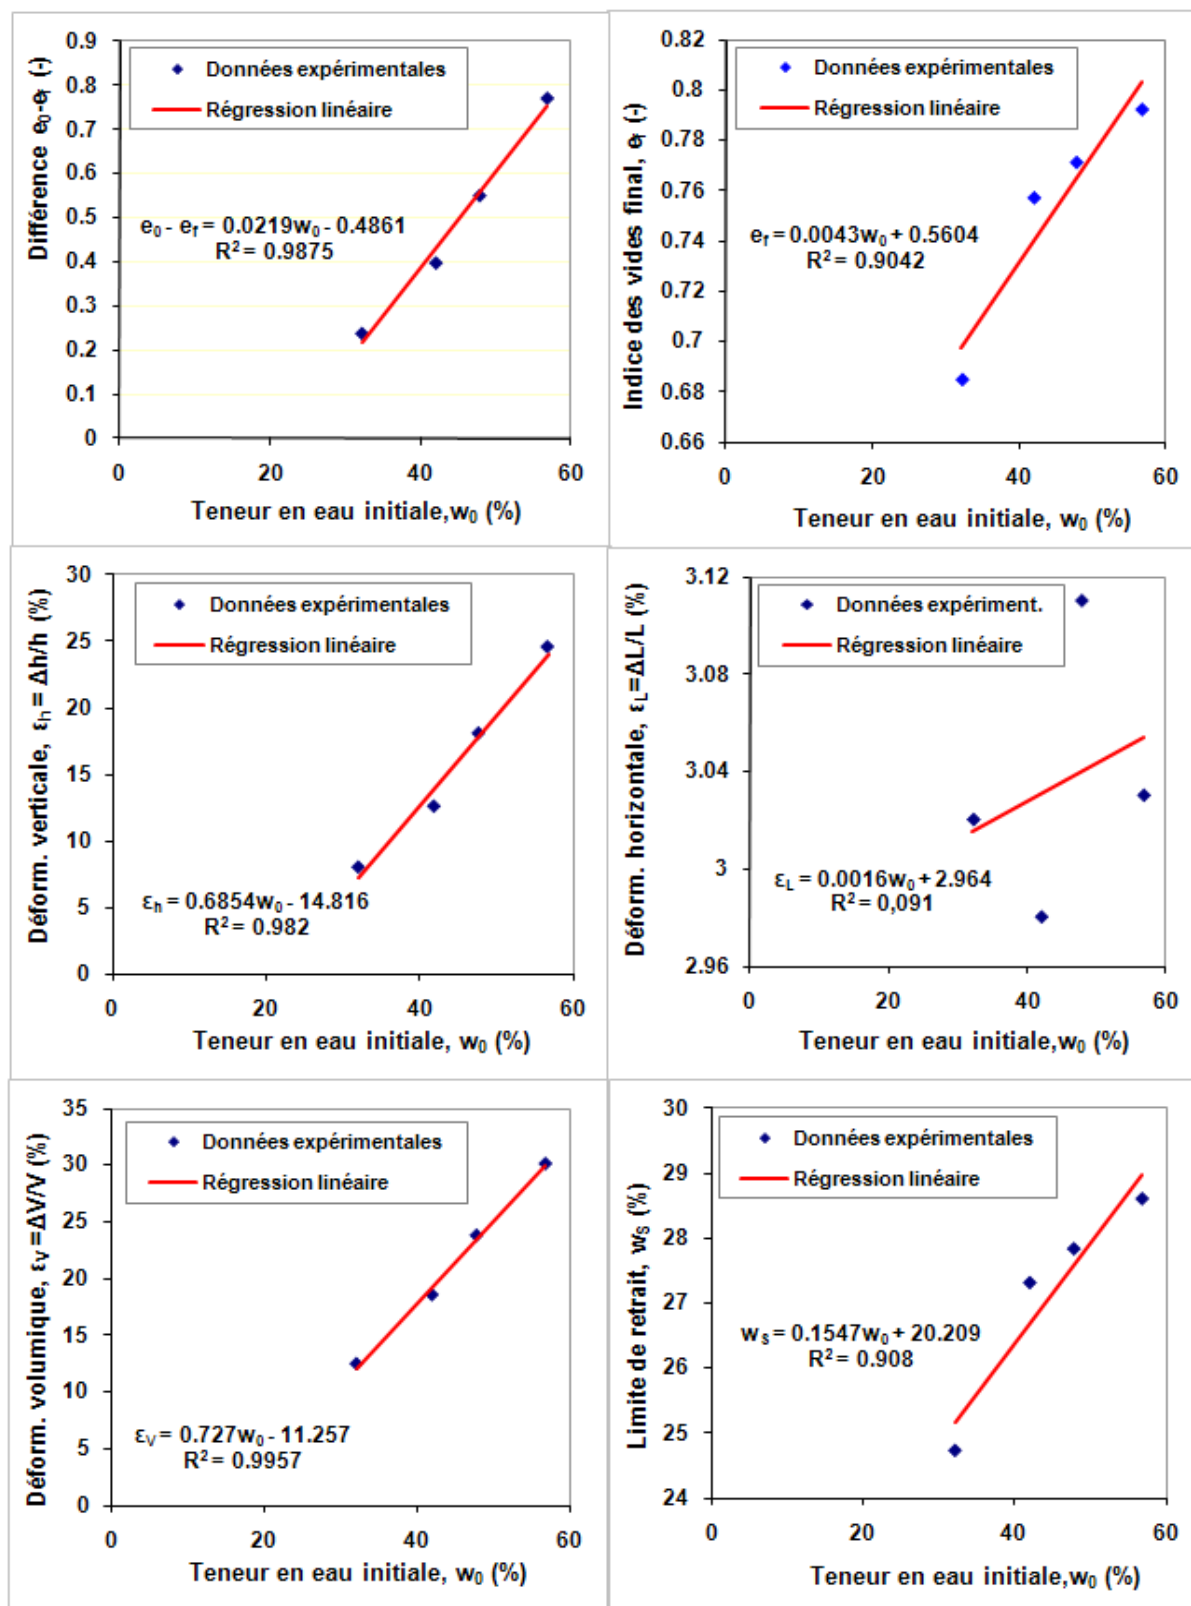 Différence e₀-ef (-)
0.9
0.8
0.7
0.6
0.5
0.4
0.3
0.2
0.1
0
Données expérimentales
Régression linéaire
e₀ - ef = 0.0219w₀ - 0.4861
R² = 0.9875
0 20 40 60
Teneur en eau initiale,w₀ (%)
Indice des vides final, ef (-)
0.82
0.8
0.78
0.76
0.74
0.72
0.7
0.68
0.66
Données expérimentales
Régression linéaire
ef = 0.0043w₀ + 0.5604
R² = 0.9042
0 20 40 60
Teneur en eau initiale, w₀ (%)
Déform. verticale, εh = Δh/h (%)
30
25
20
15
10
5
0
Données expérimentales
Régression linéaire
εh = 0.6854w₀ - 14.816
R² = 0.982
0 20 40 60
Teneur en eau initiale, w₀ (%)
Déform. horizontale, εL=ΔL/L (%)
3.12
3.08
3.04
3
2.96
Données expériment.
Régression linéaire
εL = 0.0016w₀ + 2.964
R² = 0,091
0 20 40 60
Teneur en eau initiale,w₀ (%)
Déform. volumique, εV=ΔV/V (%)
35
30
25
20
15
10
5
0
Données expérimentales
Régression linéaire
εV = 0.727w₀ - 11.257
R² = 0.9957
0 20 40 60
Teneur en eau initiale, w₀ (%)
Limite de retrait, wS (%)
30
29
28
27
26
25
24
Données expérimentales
Régression linéaire
wS = 0.1547w₀ + 20.209
R² = 0.908
0 20 40 60
Teneur en eau initiale,w₀ (%)